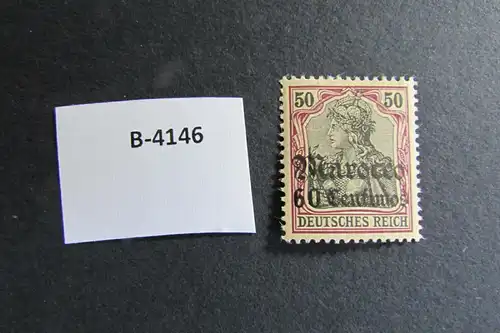 B-4146
50 50
Marocco
60 Centimos
DEUTSCHES REICH